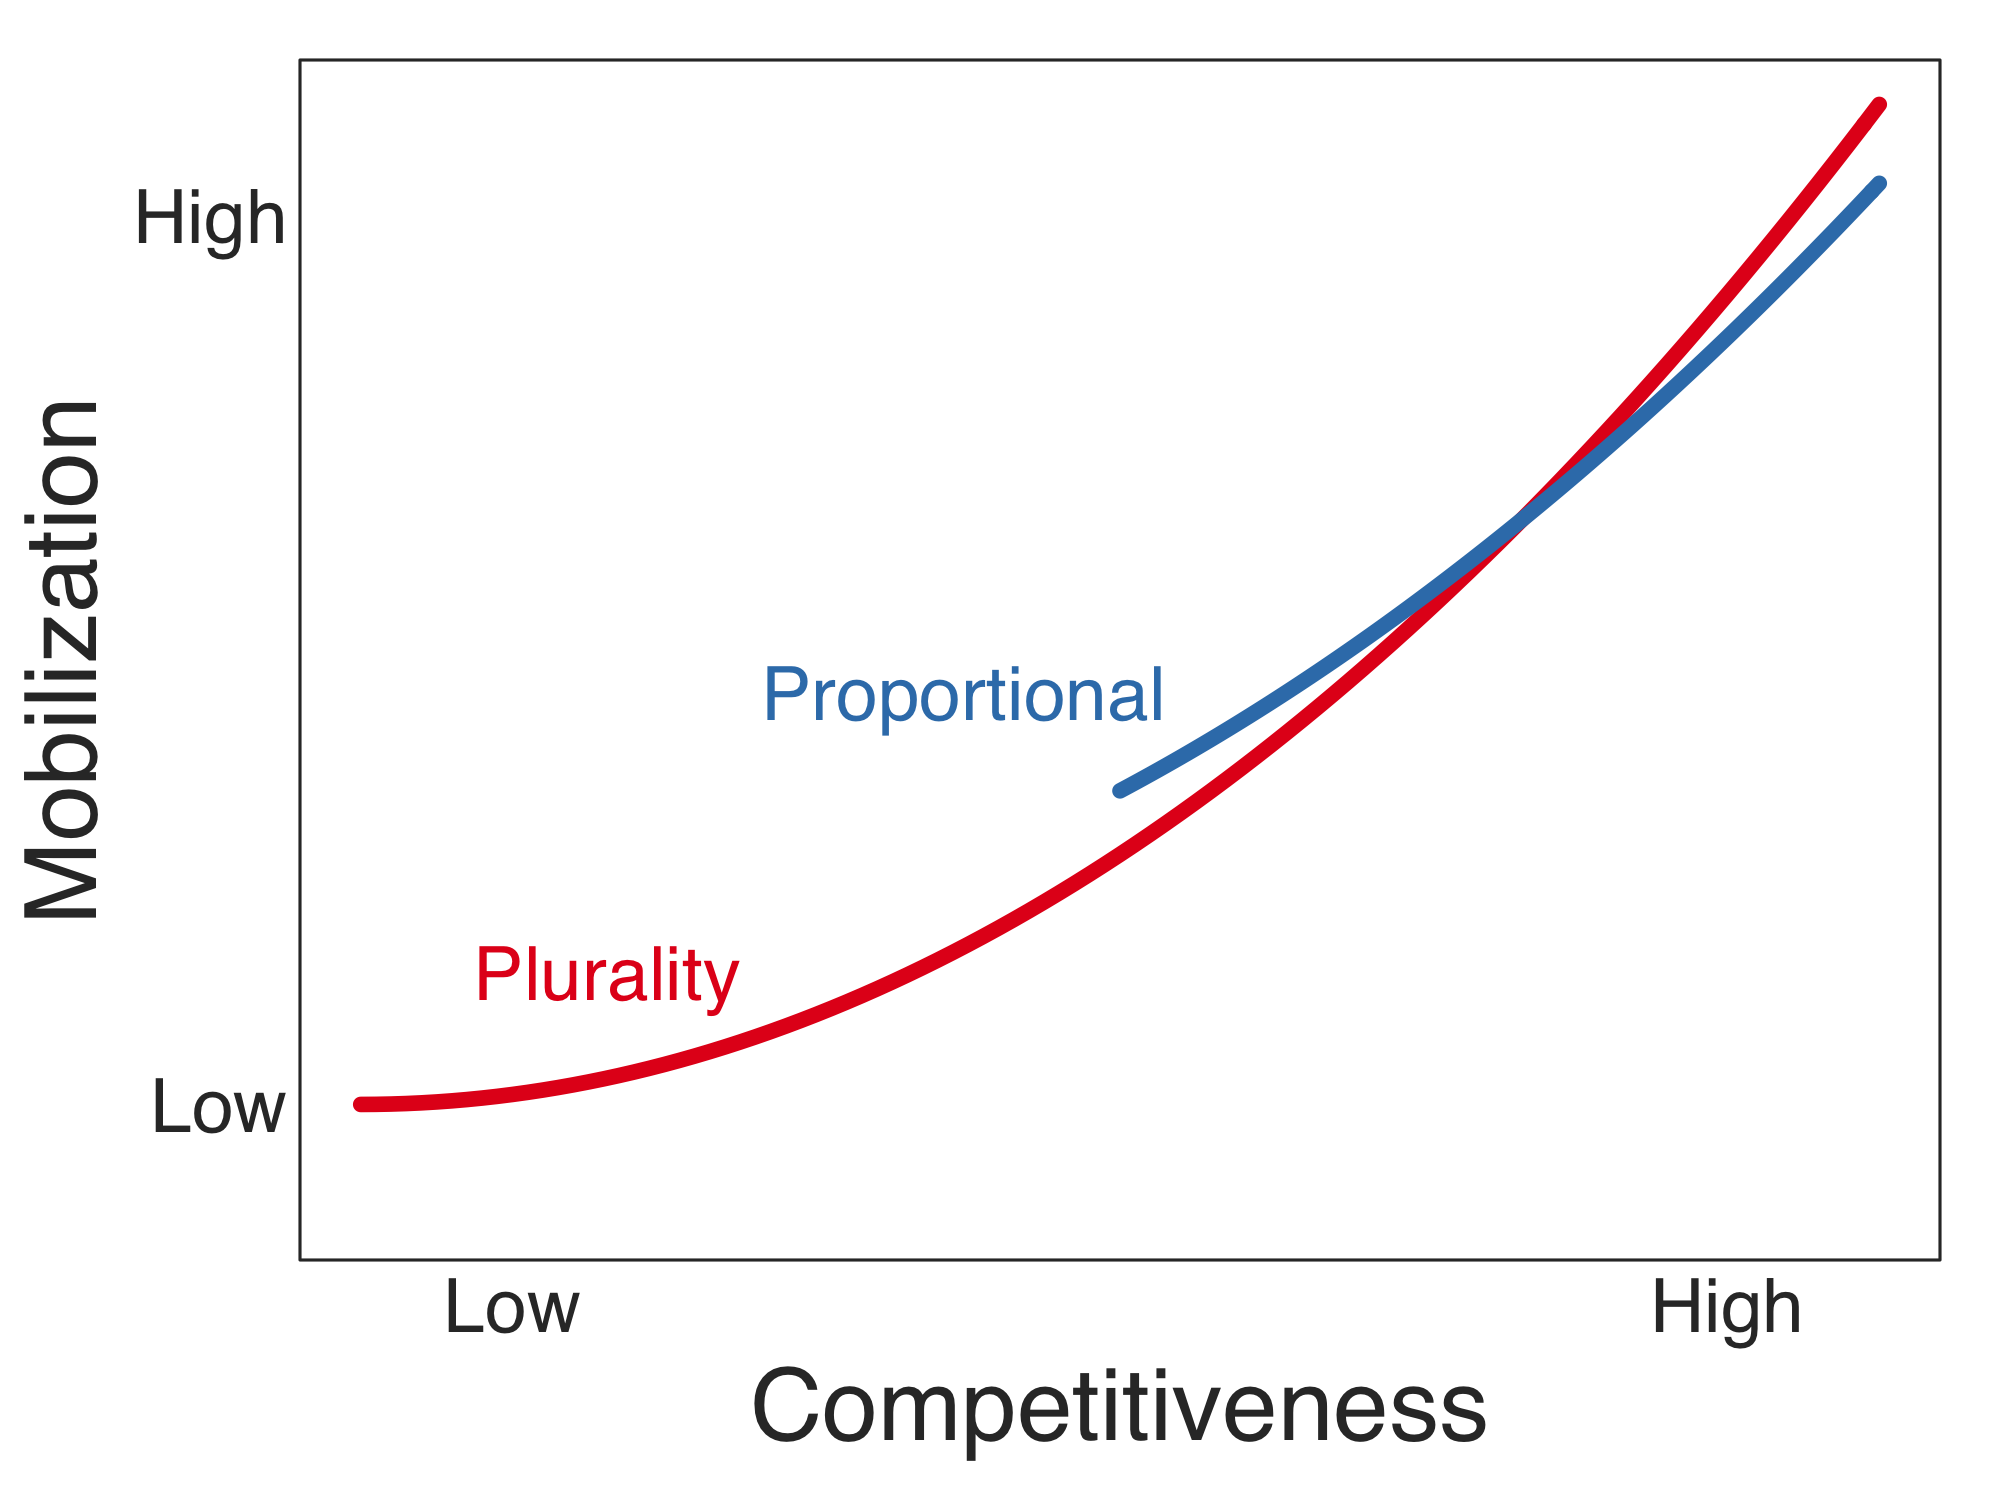 High
Mobilization
Proportional
Plurality
Low
Low
High
Competitiveness